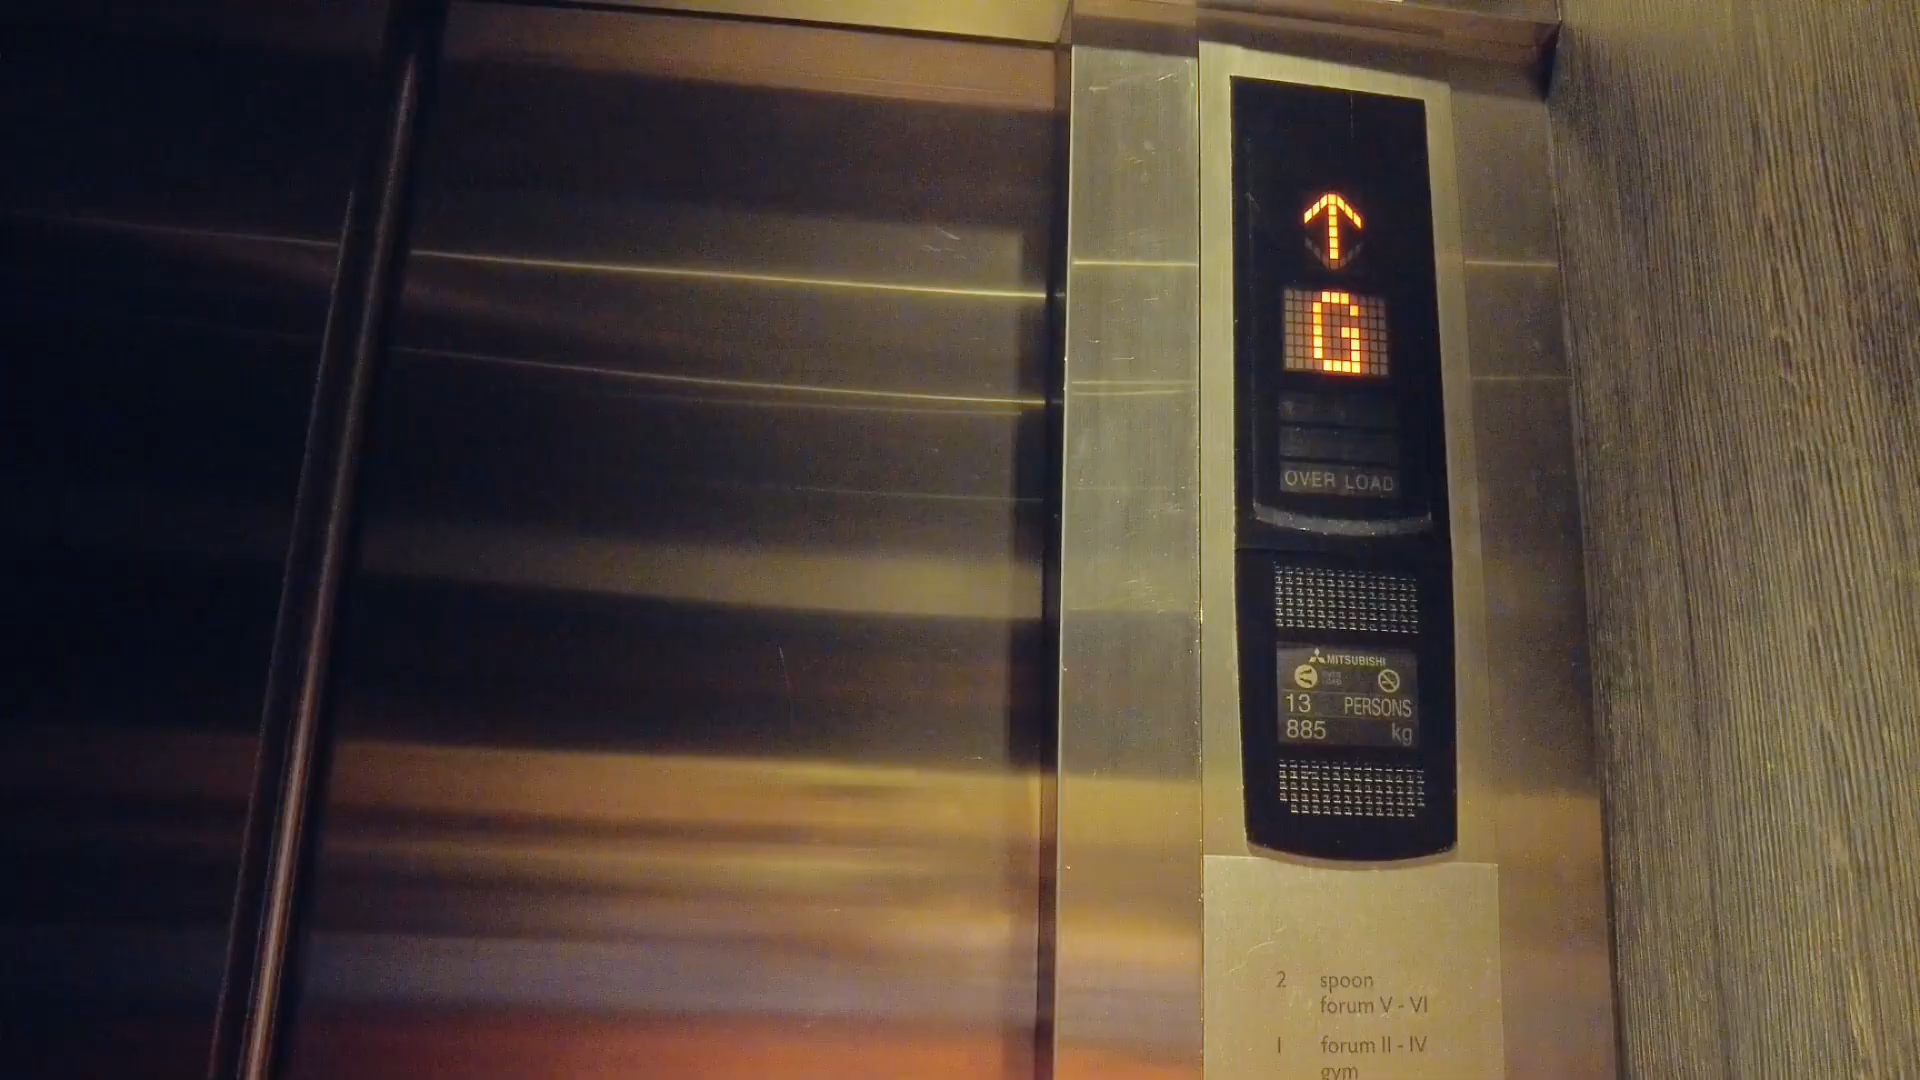 G
OVER LOAD
MITSUBISHI
13 PERSONS
885 kg
2 spoon
forum V - VI
1 forum II - IV
gym